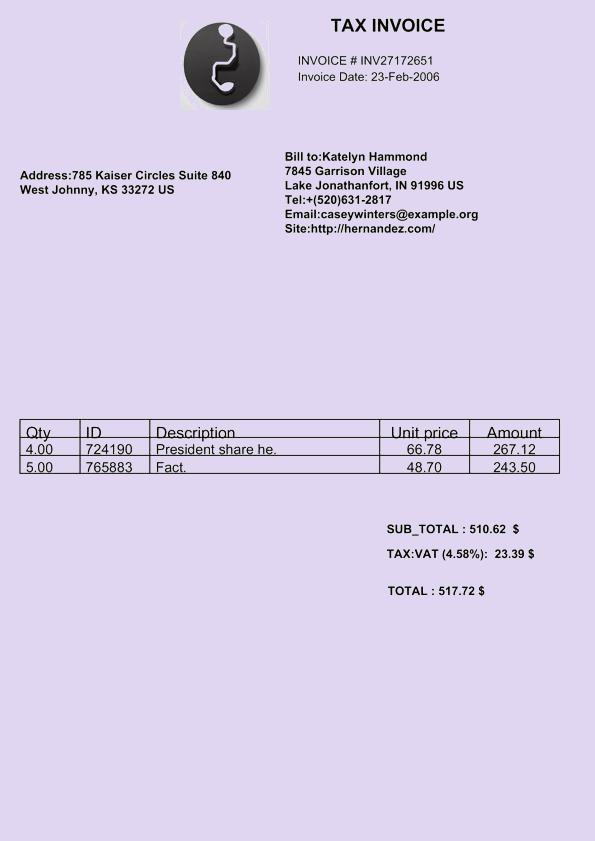 TAX INVOICE
INVOICE # INV27172651
Invoice Date: 23-Feb-2006
Address:785 Kaiser Circles Suite 840
West Johnny, KS 33272 US
Bill to:Katelyn Hammond
7845 Garrison Village
Lake Jonathanfort, IN 91996 US
Tel:+(520)631-2817
Email:caseywinters@example.org
Site:http://hernandez.com/
Qty ID Description Unit price Amount
4.00 724190 President share he. 66.78 267.12
5.00 765883 Fact. 48.70 243.50
SUB_TOTAL : 510.62 $
TAX:VAT (4.58%): 23.39 $
TOTAL : 517.72 $